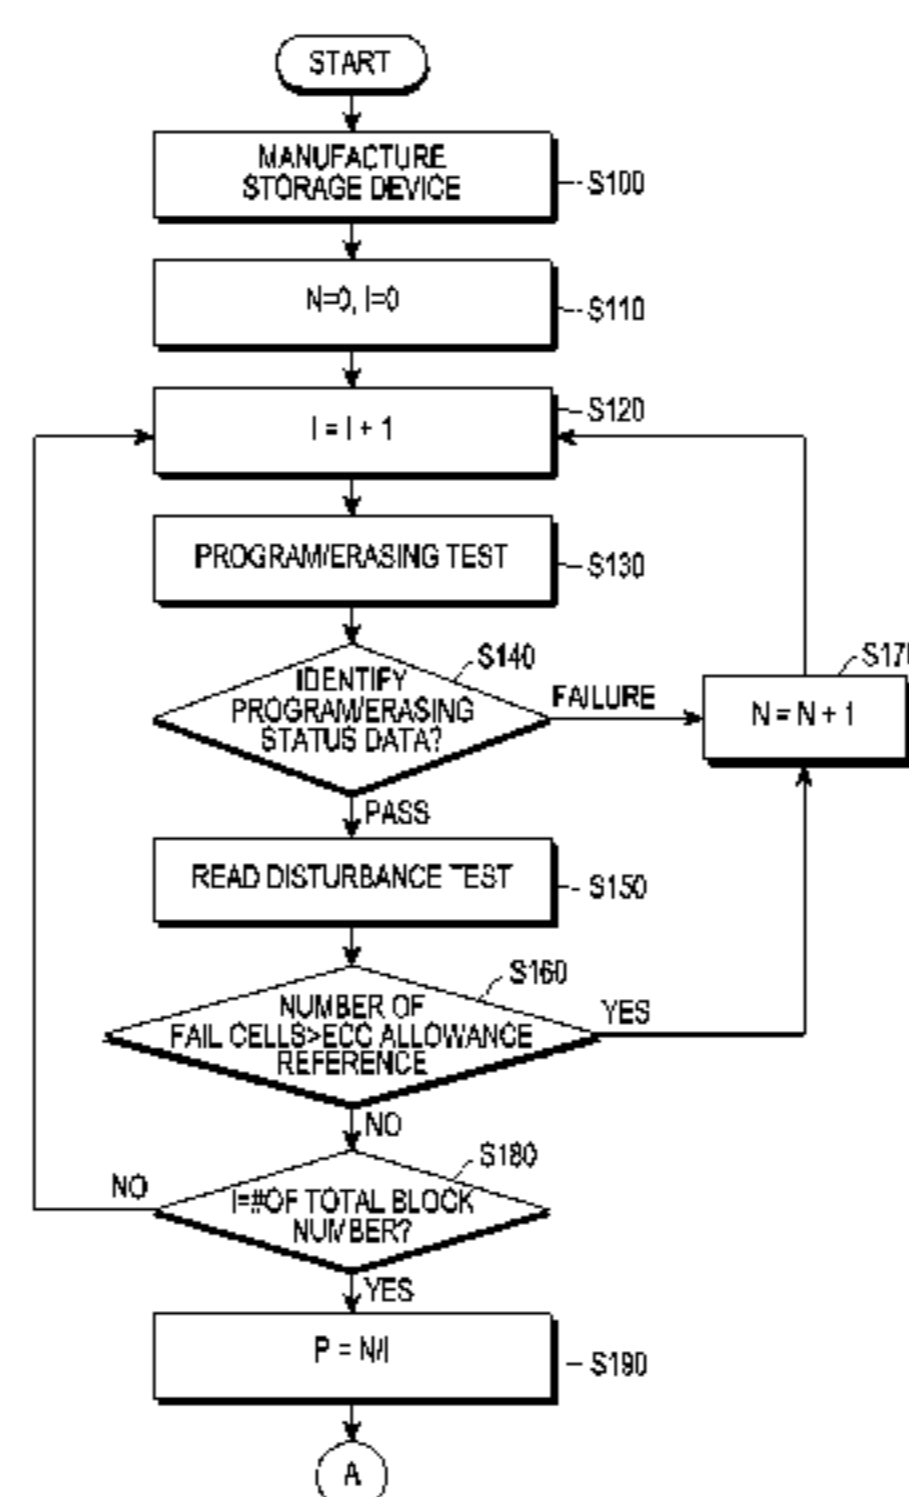 START
MANUFACTURE
STORAGE DEVICE
S100
N=0, I=0
S110
I = I + 1
S120
PROGRAM/ERASING TEST
S130
S140
IDENTIFY
PROGRAM/ERASING
STATUS DATA?
FAILURE
S170
N = N + 1
PASS
READ DISTURBANCE TEST
S150
S160
NUMBER OF
FAIL CELLS>ECC ALLOWANCE
REFERENCE
YES
NO
S180
NO
I=#OF TOTAL BLOCK
NUMBER?
YES
P = N/I
S190
A